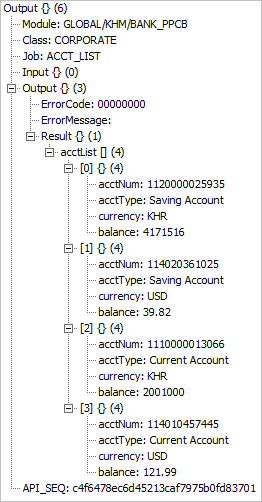 Output {} (6)
Module: GLOBAL/KHM/BANK_PPCB
Class: CORPORATE
Job: ACCT_LIST
Input {} (0)
Output {} (3)
ErrorCode: 00000000
ErrorMessage:
Result {} (1)
acctList [] (4)
[0] {} (4)
acctNum: 1120000025935
acctType: Saving Account
currency: KHR
balance: 4171516
[1] {} (4)
acctNum: 114020361025
acctType: Saving Account
currency: USD
balance: 39.82
[2] {} (4)
acctNum: 1110000013066
acctType: Current Account
currency: KHR
balance: 2001000
[3] {} (4)
acctNum: 114010457445
acctType: Current Account
currency: USD
balance: 121.99
API_SEQ: c4f6478ec6d45213caf7975b0fd83701